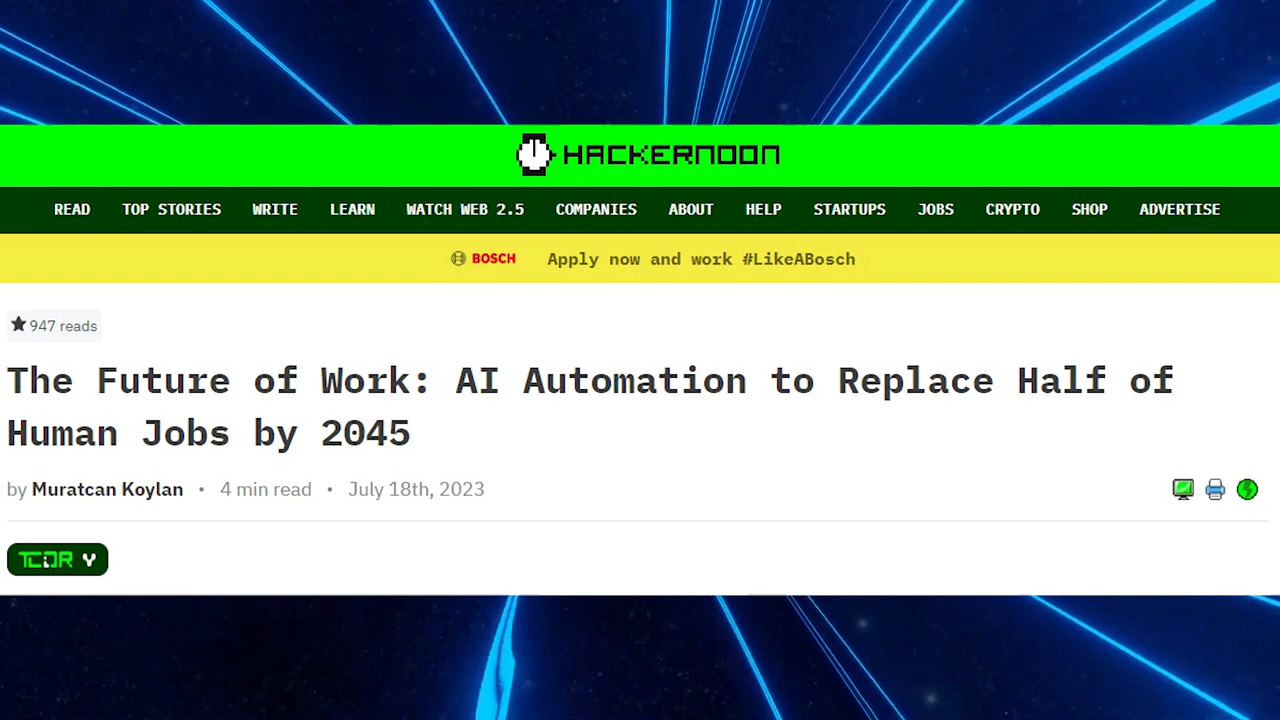 HACKERNOON
READ TOP STORIES WRITE LEARN WATCH WEB 2.5 COMPANIES ABOUT HELP STARTUPS JOBS CRYPTO SHOP ADVERTISE
BOSCH Apply now and work #LikeABosch
947 reads
The Future of Work: AI Automation to Replace Half of
Human Jobs by 2045
by Muratcan Koylan • 4 min read • July 18th, 2023